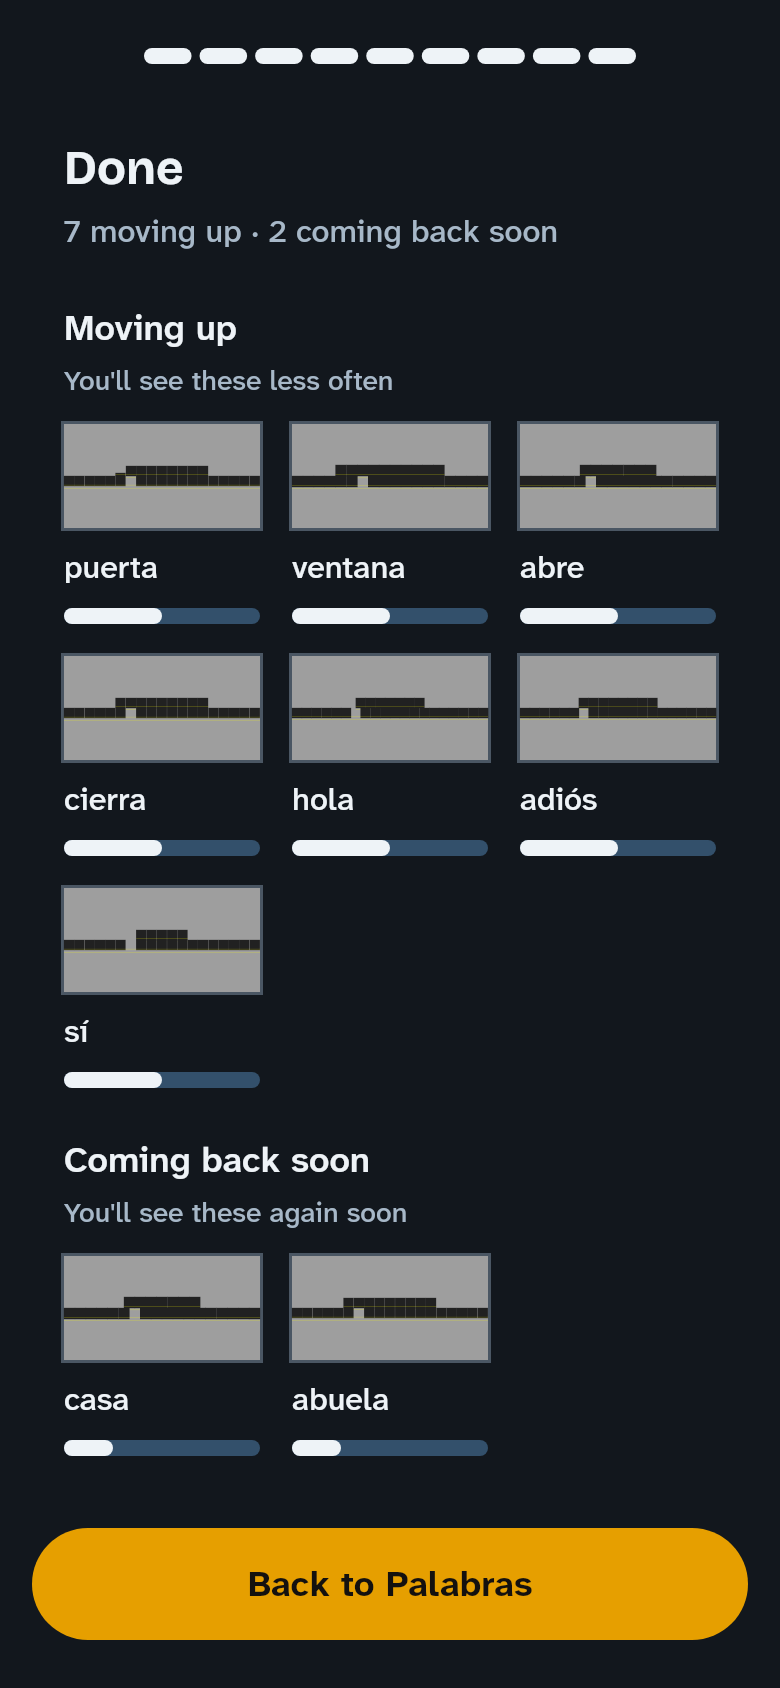 Done
7 moving up · 2 coming back soon
Moving up
You'll see these less often
puerta
ventana
abre
cierra
hola
adiós
sí
Coming back soon
You'll see these again soon
casa
abuela
Back to Palabras